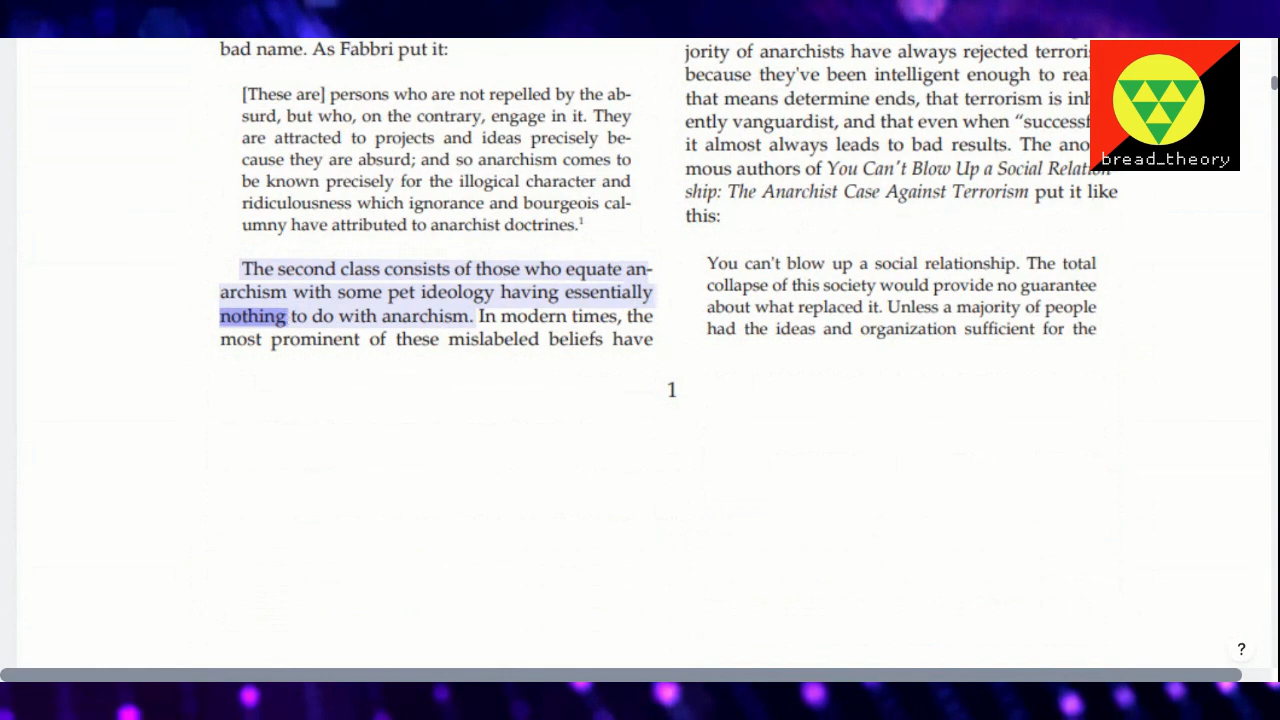 bad name. As Fabbri put it:
[These are] persons who are not repelled by the ab-
surd, but who, on the contrary, engage in it. They
are attracted to projects and ideas precisely be-
cause they are absurd; and so anarchism comes to
be known precisely for the illogical character and
ridiculousness which ignorance and bourgeois cal-
umny have attributed to anarchist doctrines.1
The second class consists of those who equate an-
archism with some pet ideology having essentially
nothing to do with anarchism. In modern times, the
most prominent of these mislabeled beliefs have
jority of anarchists have always rejected
because they've been intelligent enough to
that means determine ends, that terrorism is
ently vanguardist, and that even when
it almost always leads to bad results. The
mous authors of You Can't Blow Up a Social Relation-
ship: The Anarchist Case Against Terrorism put it like
this:
You can't blow up a social relationship. The total
collapse of this society would provide no guarantee
about what replaced it. Unless a majority of people
had the ideas and organization sufficient for the
1
bread_theory
?